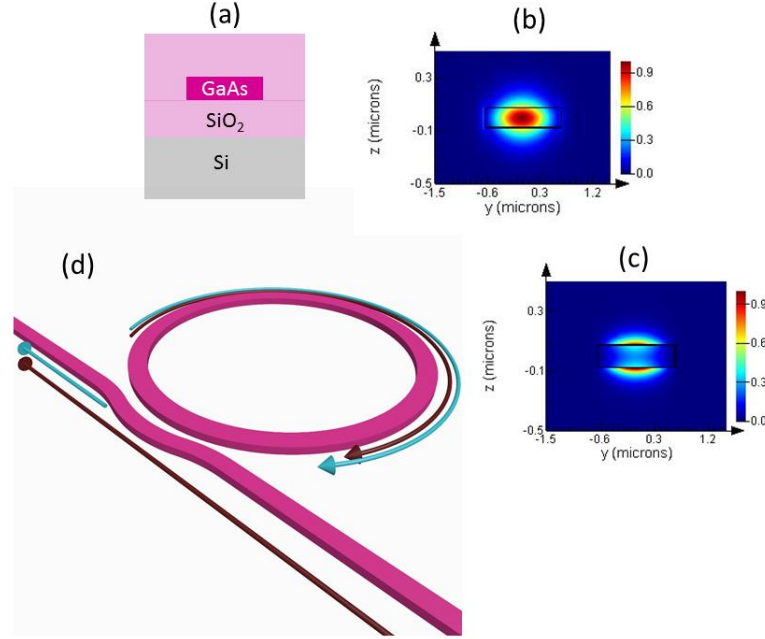 (a)
GaAs
SiO₂
Si
(b)
z (microns)
0.3
-0.1
-0.5
-1.5
-0.6
0.3
1.2
y (microns)
0.9
0.6
0.3
0.0
(c)
z (microns)
0.3
-0.1
-0.5
-1.5
-0.6
0.3
1.2
y (microns)
0.9
0.6
0.3
0.0
(d)